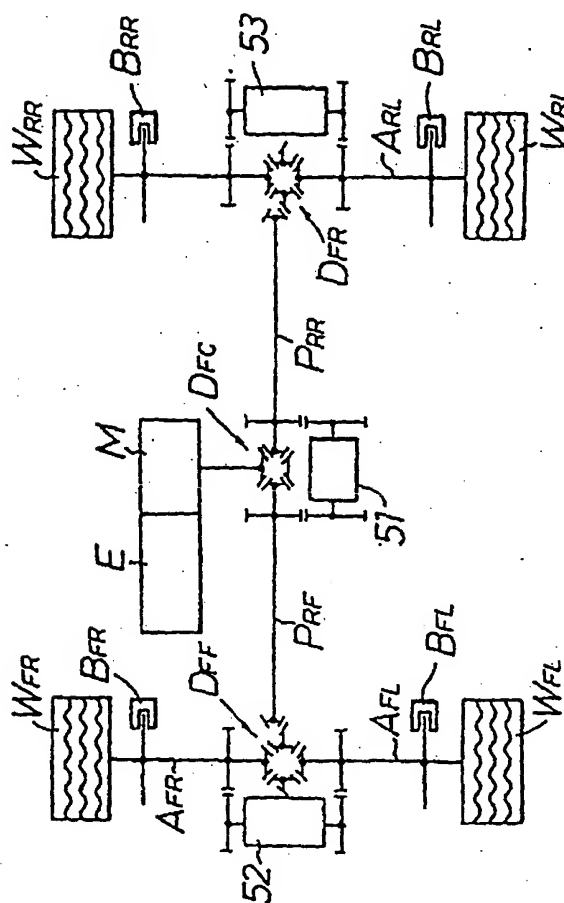 WRR
BRR
53
ARL
BRL
WRL
DFR
PRR
DFC
M
E
51
PRF
WFR
BFR
DFF
BFL
AFR
AFL
WFL
52